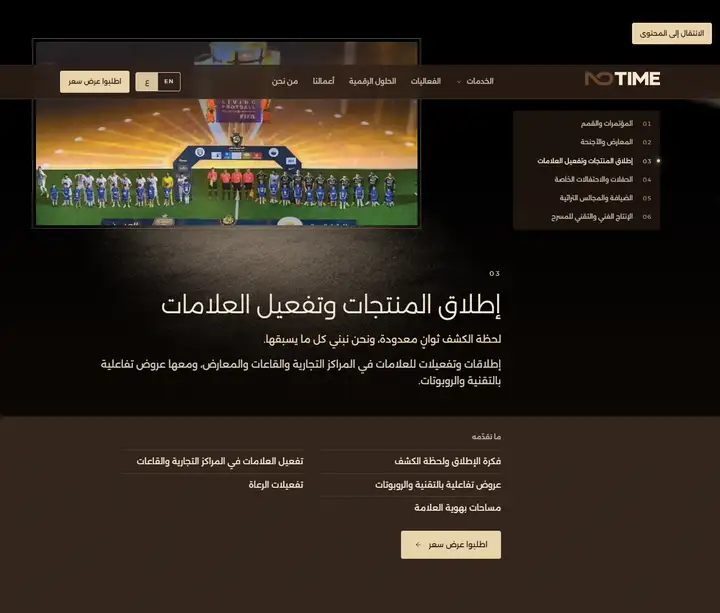 الانتقال إلى المحتوى
NOTIME
الخدمات
الفعاليات
الحلول الرقمية
أعمالنا
من نحن
EN
ع
اطلبوا عرض سعر
FOOTBALL
FIFA
01 المؤتمرات والقمم
02 المعارض والأجنحة
03 إطلاق المنتجات وتفعيل العلامات
04 الحفلات والاحتفالات الخاصة
05 الضيافة والمجالس التراثية
06 الإنتاج الفني والتقني للمسرح
03
إطلاق المنتجات وتفعيل العلامات
لحظة الكشف ثوانٍ معدودة، ونحن نبني كل ما يسبقها.
إطلاقات وتفعيلات للعلامات في المراكز التجارية والقاعات والمعارض، ومعها عروض تفاعلية
بالتقنية والروبوتات.
ما نقدّمه
فكرة الإطلاق ولحظة الكشف
تفعيل العلامات في المراكز التجارية والقاعات
عروض تفاعلية بالتقنية والروبوتات
تفعيلات الرعاة
مساحات بهوية العلامة
اطلبوا عرض سعر ←